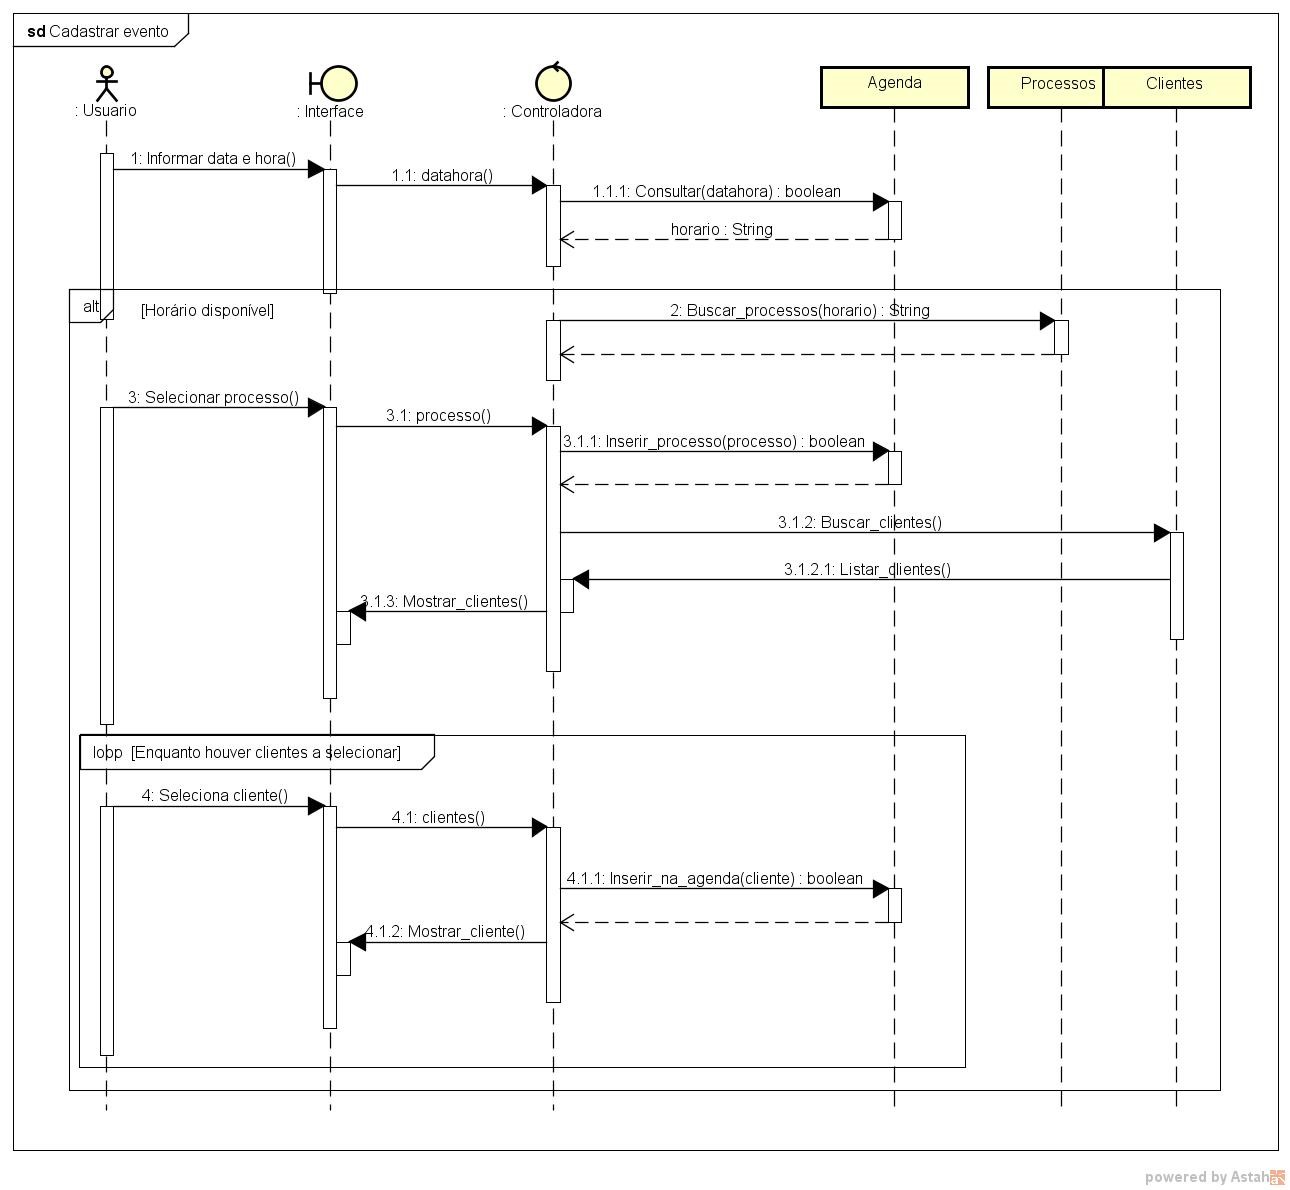 sd Cadastrar evento
: Usuario
: Interface
: Controladora
Agenda
Processos
Clientes
1: Informar data e hora()
1.1: datahora()
1.1.1: Consultar(datahora) : boolean
horario : String
alt
[Horário disponível]
2: Buscar_processos(horario) : String
3: Selecionar processo()
3.1: processo()
3.1.1: Inserir_processo(processo) : boolean
3.1.2: Buscar_clientes()
3.1.2.1: Listar_clientes()
3.1.3: Mostrar_clientes()
loop [Enquanto houver clientes a selecionar]
4: Seleciona cliente()
4.1: clientes()
4.1.1: Inserir_na_agenda(cliente) : boolean
4.1.2: Mostrar_cliente()
powered by Astah